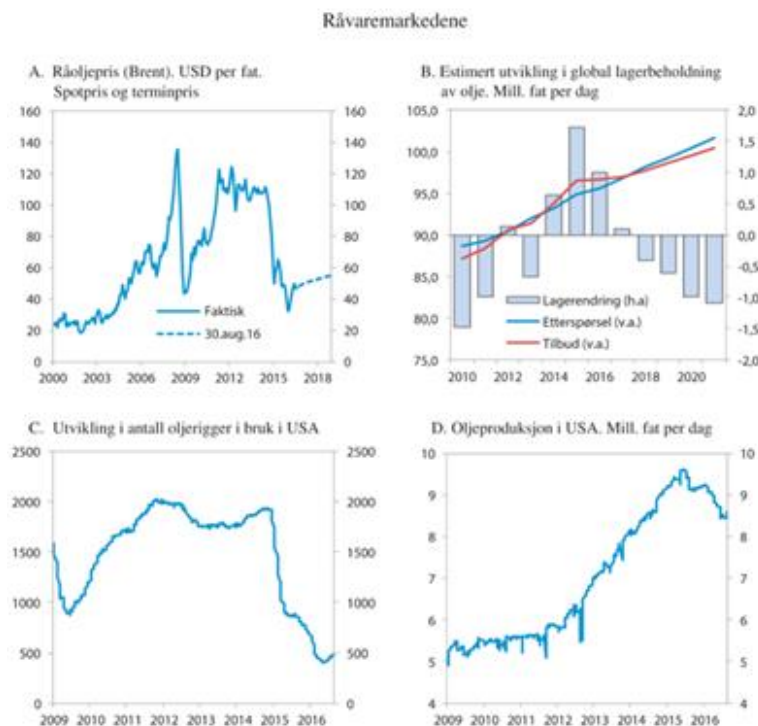 Råvaremarkedene
A. Råoljepris (Brent). USD per fat.
Spotpris og terminpris
160 160
140 140
120 120
100 100
80 80
60 60
40 40
20 20
0 0
Faktisk
30.aug.16
2000 2003 2006 2009 2012 2015 2018
B. Estimert utvikling i global lagerbeholdning
av olje. Mill. fat per dag
105,0 2,0
1,5
100,0
1,0
95,0
0,5
90,0 0,0
-0,5
85,0
-1,0
80,0
-1,5
75,0 -2,0
Lagerendring (h.a)
Etterspørsel (v.a.)
Tilbud (v.a.)
2010 2012 2014 2016 2018 2020
C. Utvikling i antall oljerigger i bruk i USA
2500 2500
2000 2000
1500 1500
1000 1000
500 500
0 0
2009 2010 2011 2012 2013 2014 2015 2016
D. Oljeproduksjon i USA. Mill. fat per dag
10 10
9 9
8 8
7 7
6 6
5 5
4 4
2009 2010 2011 2012 2013 2014 2015 2016